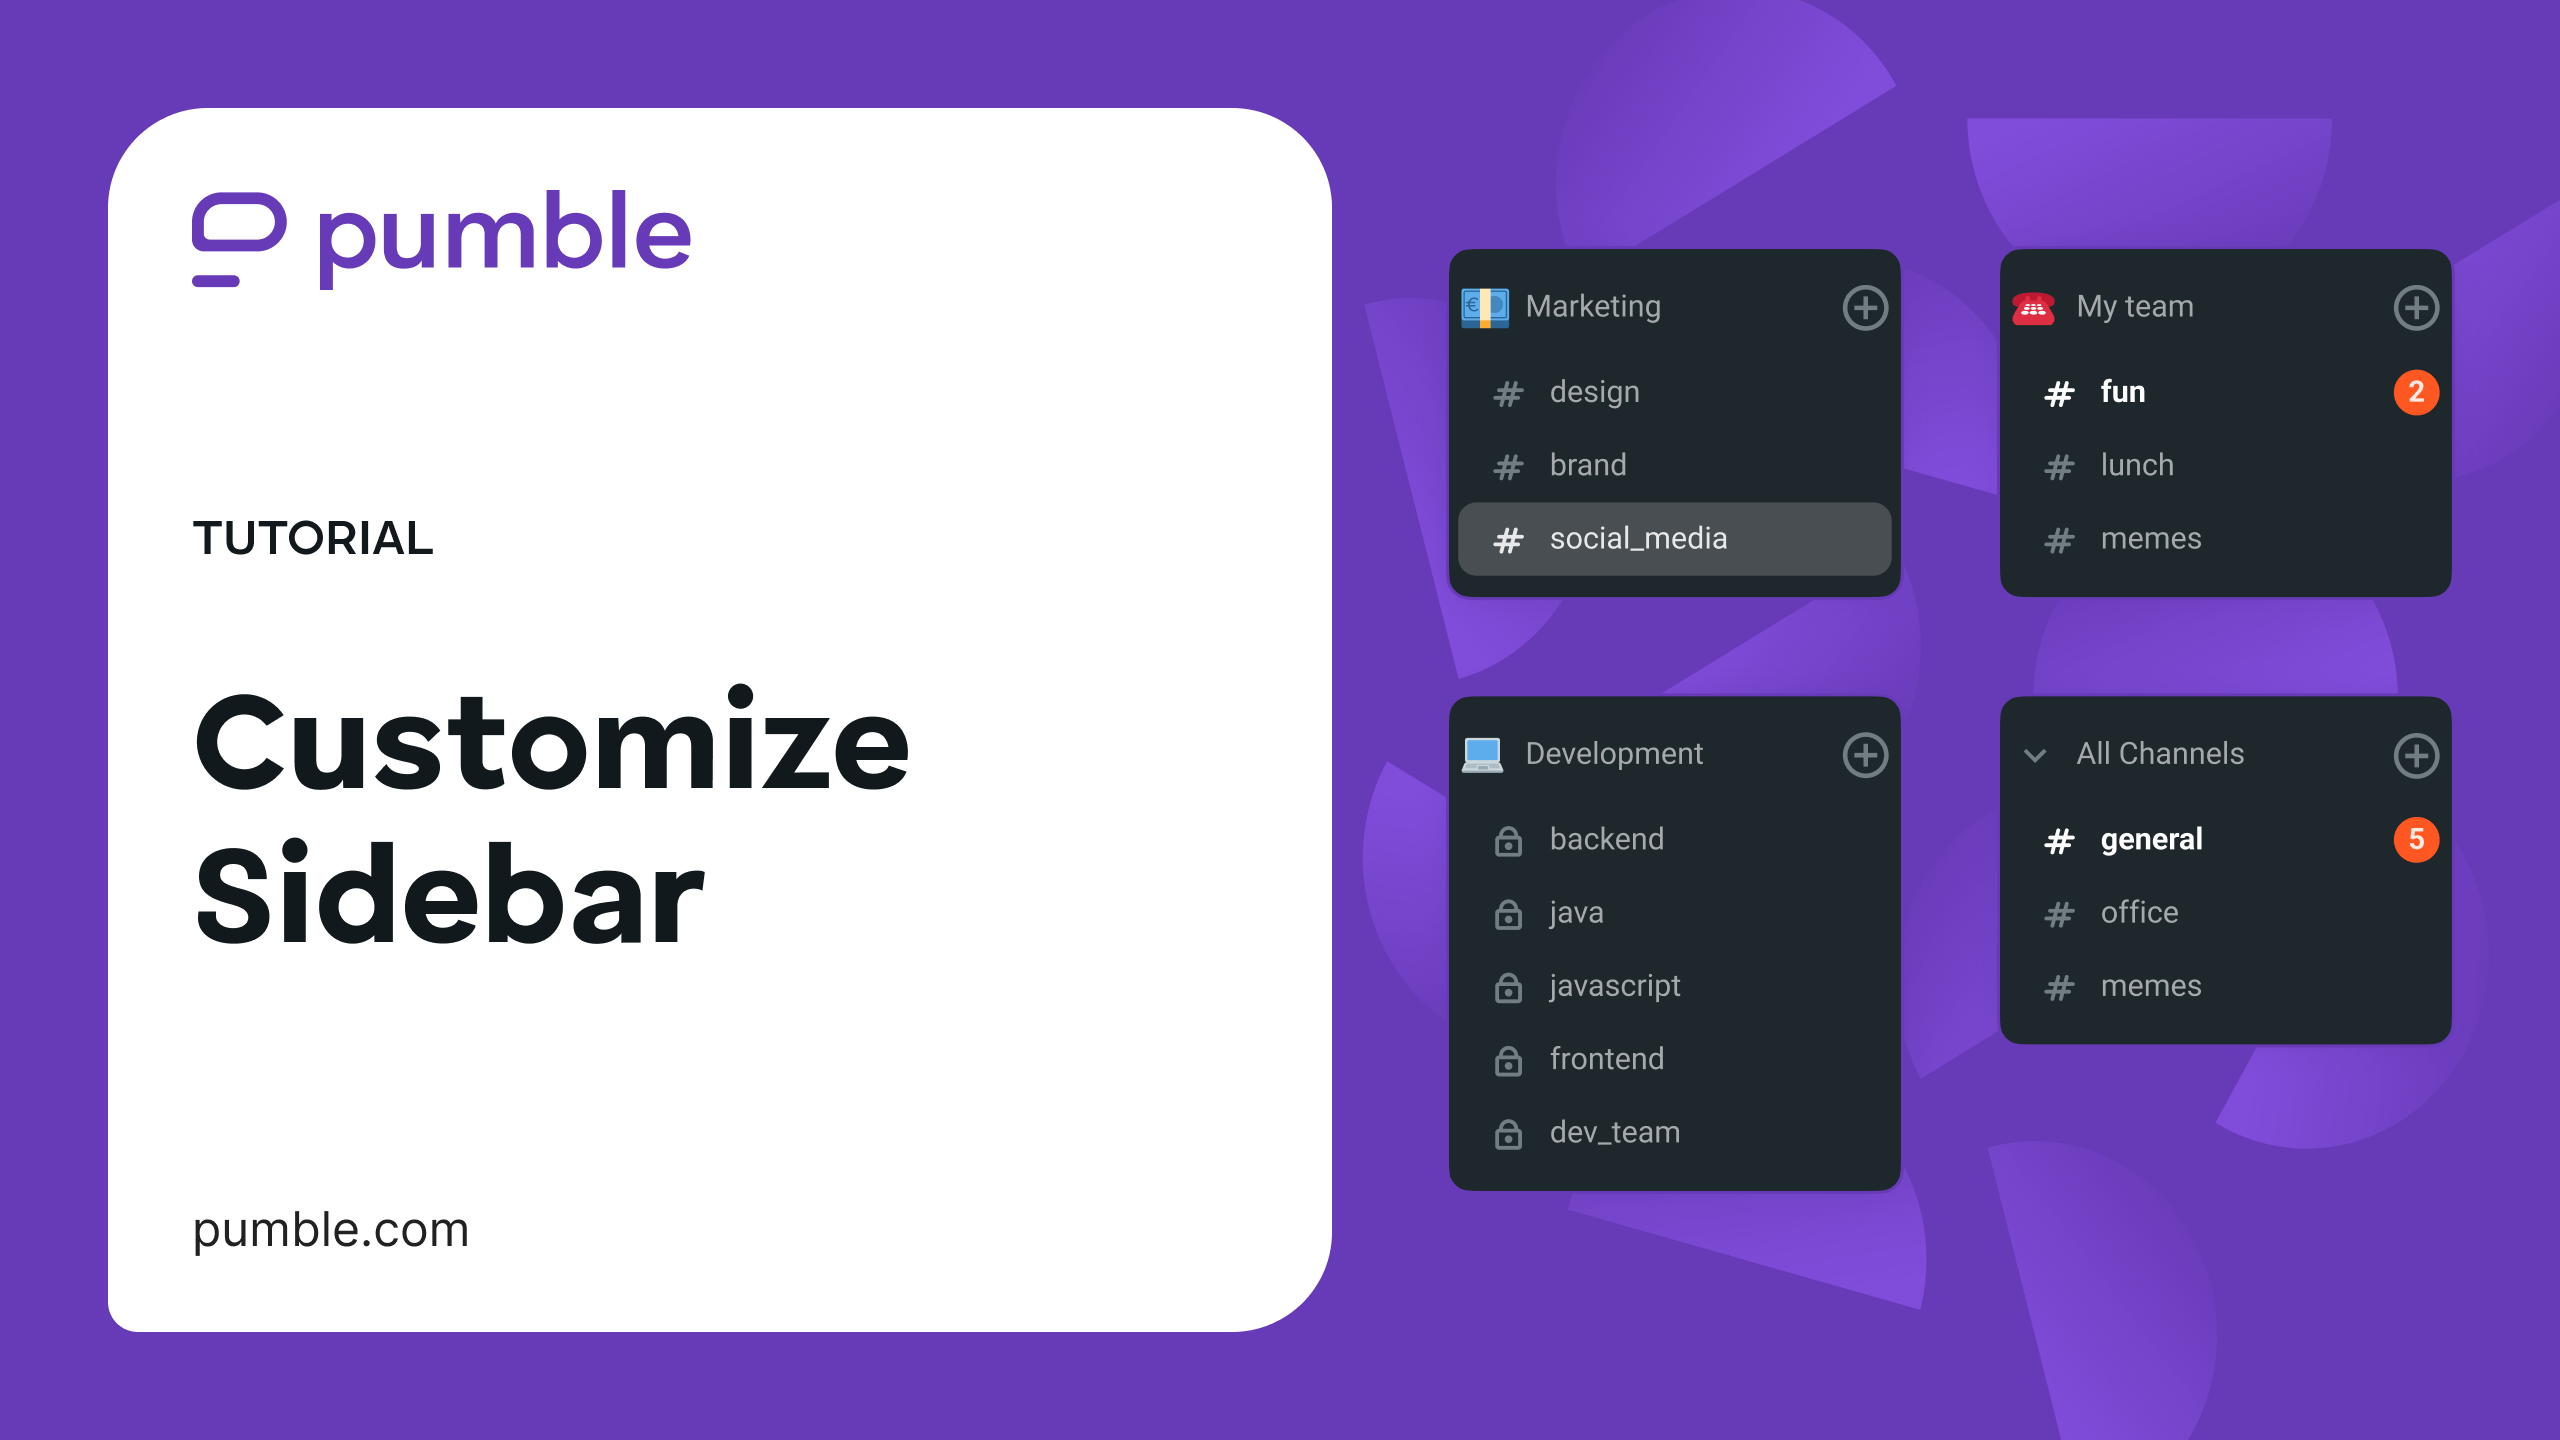 pumble
TUTORIAL
Customize
Sidebar
pumble.com
Marketing
# design
# brand
# social_media
My team
# fun 2
# lunch
# memes
Development
backend
java
javascript
frontend
dev_team
All Channels
# general 5
# office
# memes